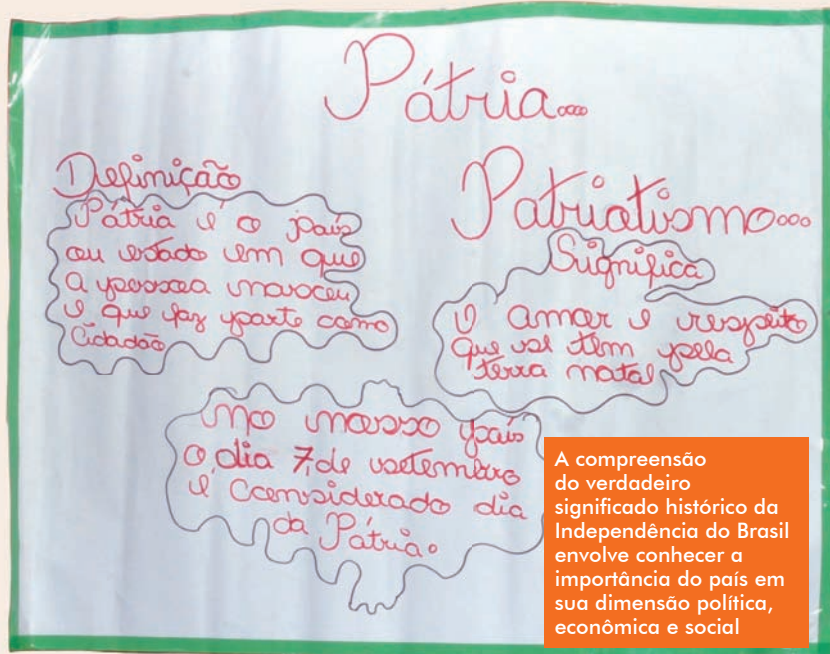 Pátria...
Definição
Pátria é o país
ou estado em que
a pessoa nasceu
e que faz parte como
Cidadão
Patriotismo...
Significa
O amor e respeito
que se tem pela
terra natal
No nosso país
o dia 7 de setembro
é Considerado dia
da Pátria.
A compreensão
do verdadeiro
significado histórico da
Independência do Brasil
envolve conhecer a
importância do país em
sua dimensão política,
econômica e social